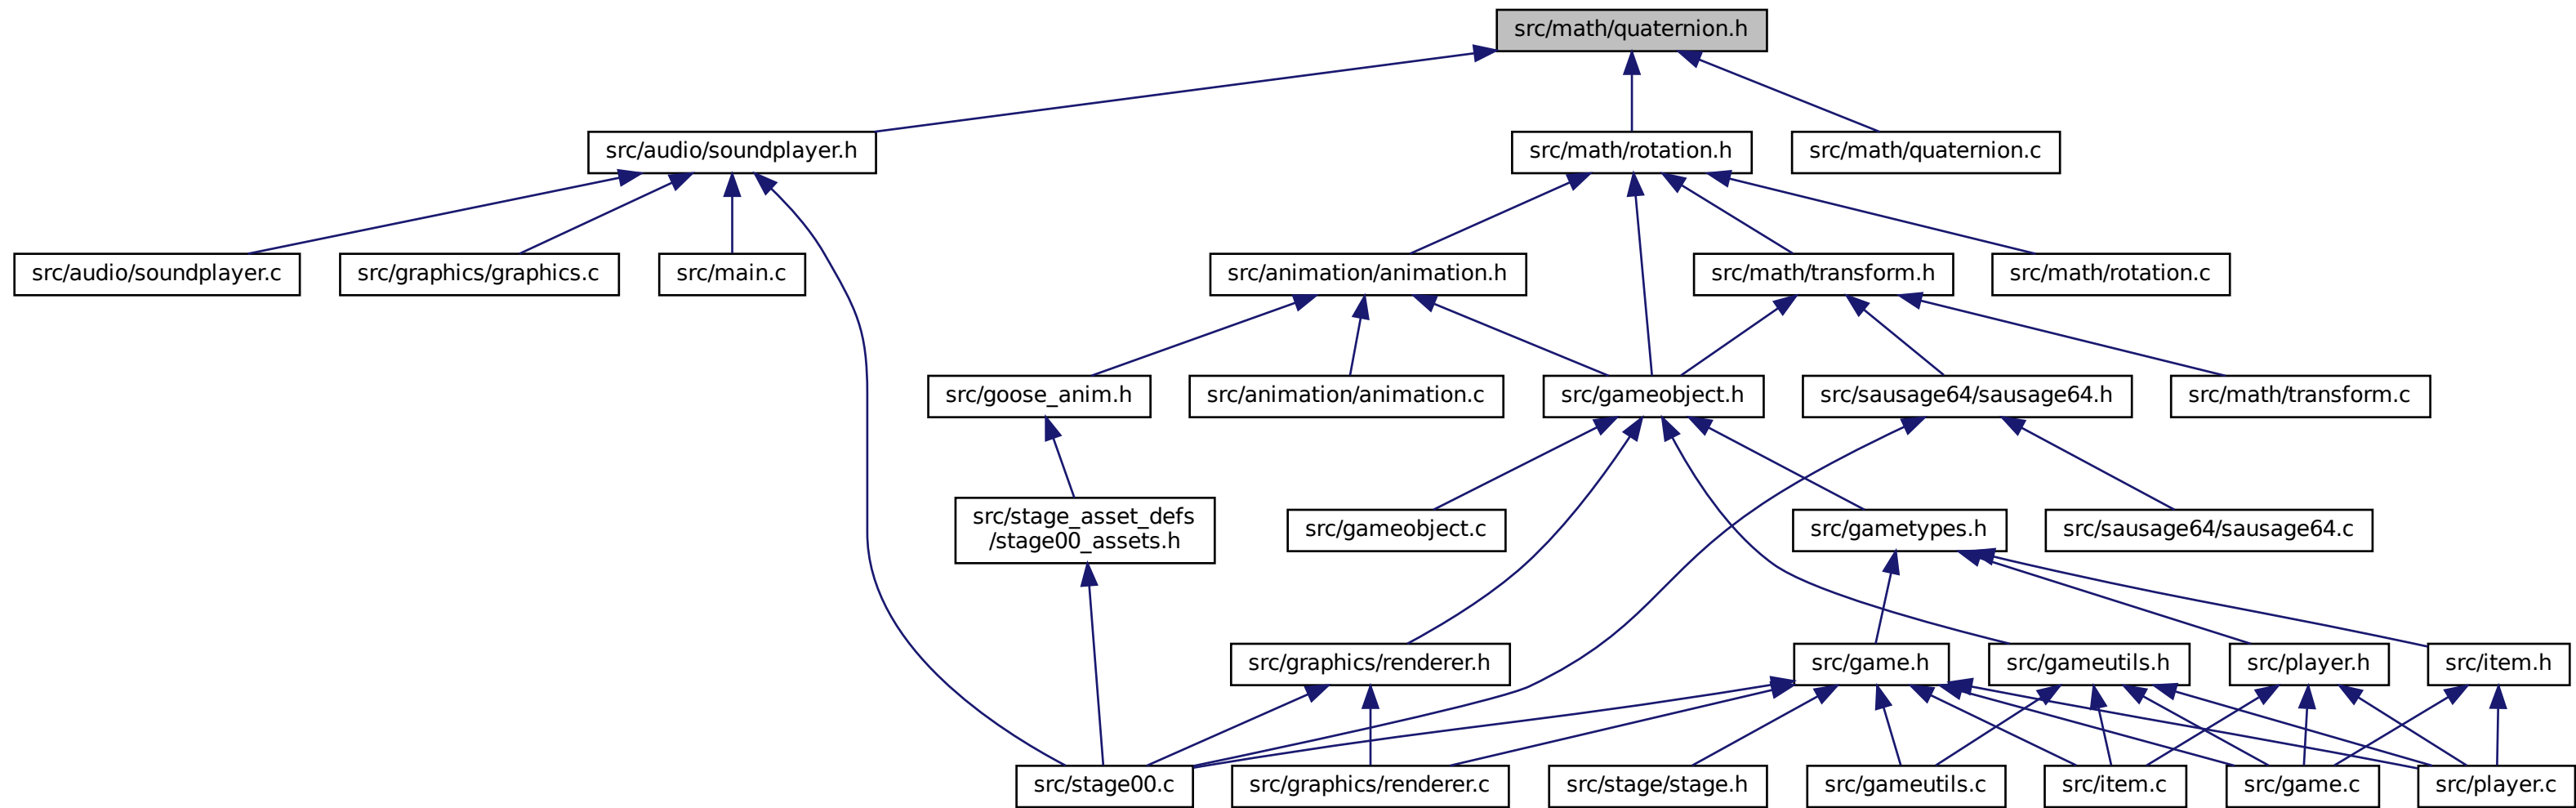 src/math/quaternion.h
src/audio/soundplayer.h
src/math/rotation.h
src/math/quaternion.c
src/audio/soundplayer.c
src/graphics/graphics.c
src/main.c
src/animation/animation.h
src/math/transform.h
src/math/rotation.c
src/goose_anim.h
src/animation/animation.c
src/gameobject.h
src/sausage64/sausage64.h
src/math/transform.c
src/stage_asset_defs
/stage00_assets.h
src/gameobject.c
src/gametypes.h
src/sausage64/sausage64.c
src/graphics/renderer.h
src/game.h
src/gameutils.h
src/player.h
src/item.h
src/stage00.c
src/graphics/renderer.c
src/stage/stage.h
src/gameutils.c
src/item.c
src/game.c
src/player.c